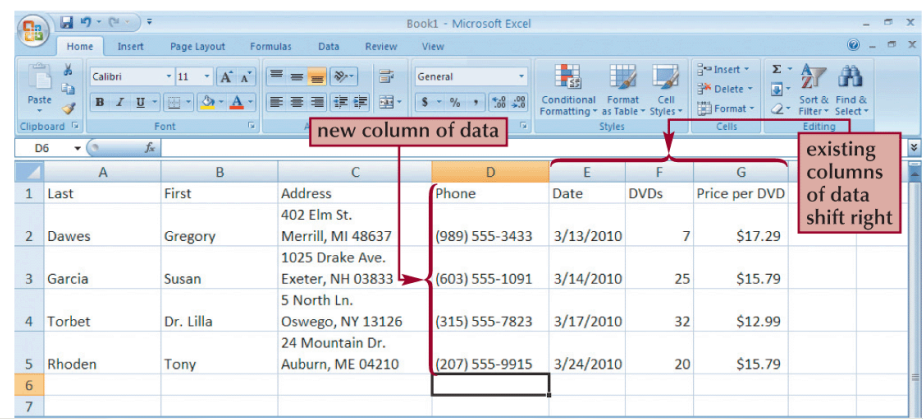 Book1 - Microsoft Excel
Home Insert Page Layout Formulas Data Review View
Paste
Calibri 11 A A
B I U A
General
$ % , .00 .00
Conditional Formatting
Format as Table
Cell Styles
Insert
Delete
Format
Σ
Sort & Filter
Find & Select
Clipboard Font Styles Cells Editing
new column of data
existing
columns
of data
shift right
D6 fx
A B C D E F G
1 Last First Address Phone Date DVDs Price per DVD
402 Elm St.
2 Dawes Gregory Merrill, MI 48637 (989) 555-3433 3/13/2010 7 $17.29
1025 Drake Ave.
3 Garcia Susan Exeter, NH 03833 (603) 555-1091 3/14/2010 25 $15.79
5 North Ln.
4 Torbet Dr. Lilla Oswego, NY 13126 (315) 555-7823 3/17/2010 32 $12.99
24 Mountain Dr.
5 Rhoden Tony Auburn, ME 04210 (207) 555-9915 3/24/2010 20 $15.79
6
7